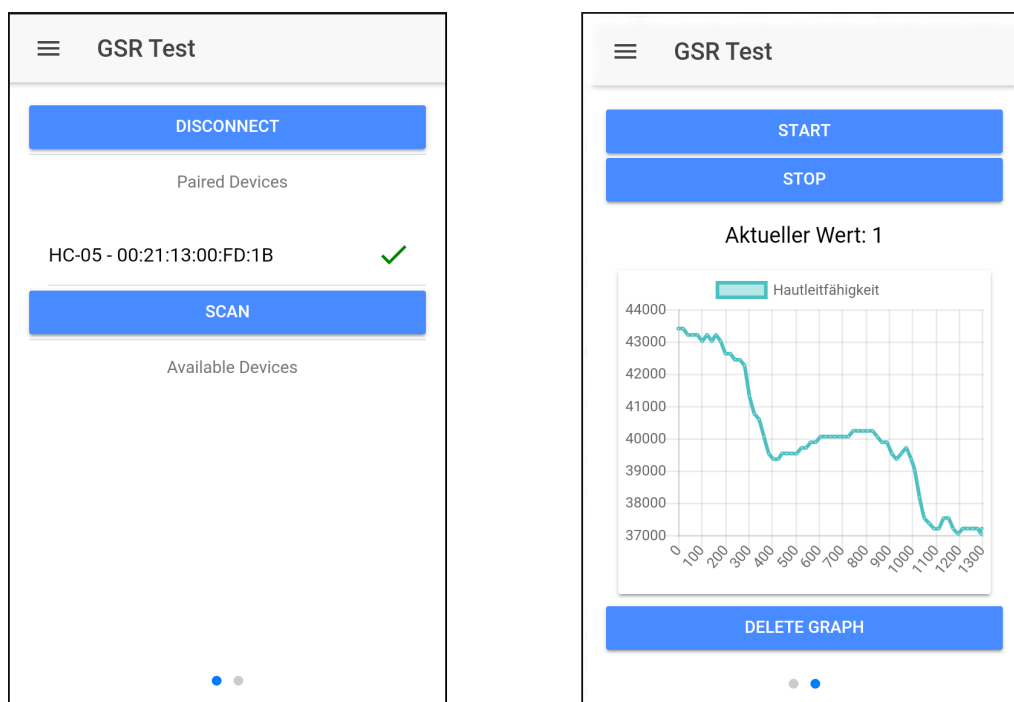 GSR Test
DISCONNECT
Paired Devices
HC-05 - 00:21:13:00:FD:1B
SCAN
Available Devices
GSR Test
START
STOP
Aktueller Wert: 1
Hautleitfähigkeit
44000
43000
42000
41000
40000
39000
38000
37000
0 100 200 300 400 500 600 700 800 900 1000 1100 1200 1300
DELETE GRAPH